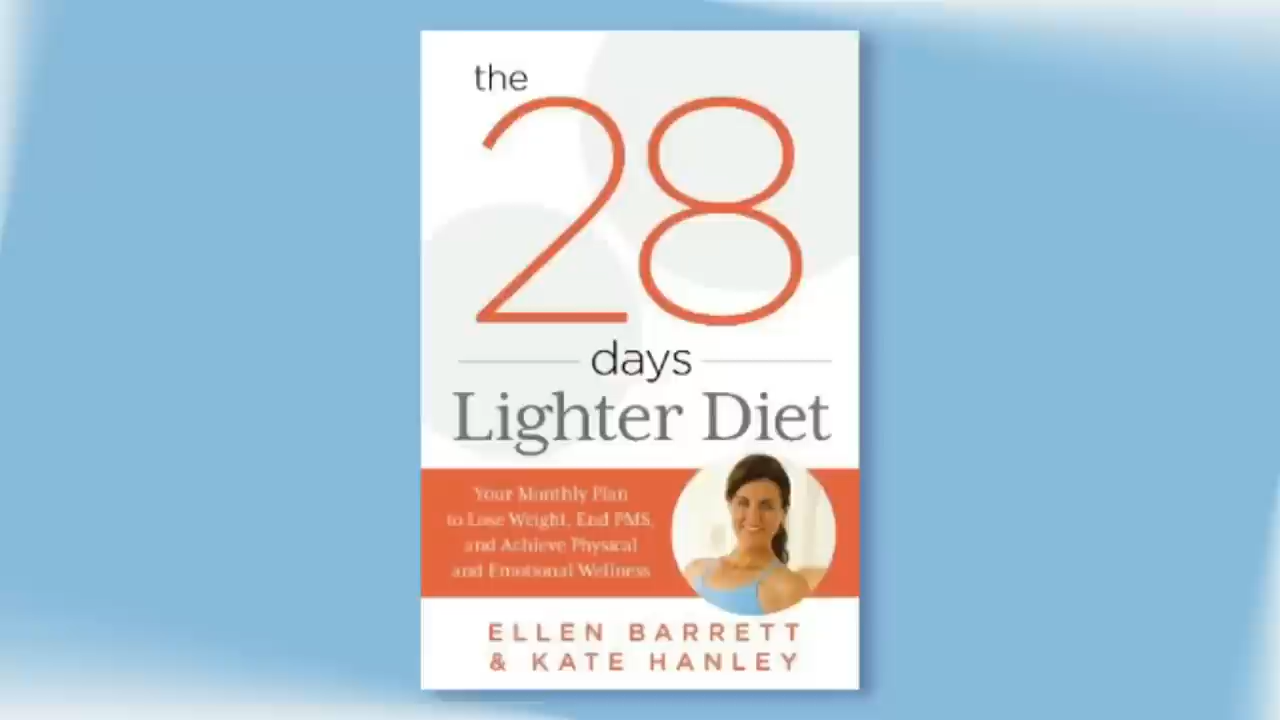 the
28
days
Lighter Diet
Your Monthly Plan
to Lose Weight, End PMS,
and Achieve Physical
and Emotional Wellness
ELLEN BARRETT
& KATE HANLEY